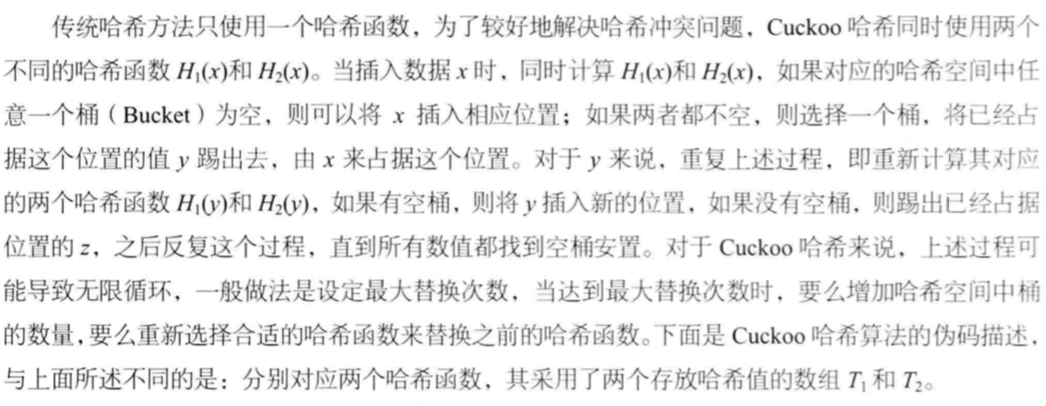 传统哈希方法只使用一个哈希函数，为了较好地解决哈希冲突问题，Cuckoo 哈希同时使用两个
不同的哈希函数 H₁(x)和 H₂(x)。当插入数据 x 时，同时计算 H₁(x)和 H₂(x)，如果对应的哈希空间中任
意一个桶（Bucket）为空，则可以将 x 插入相应位置；如果两者都不空，则选择一个桶，将已经占
据这个位置的值 y 踢出去，由 x 来占据这个位置。对于 y 来说，重复上述过程，即重新计算其对应
的两个哈希函数 H₁(y)和 H₂(y)，如果有空桶，则将 y 插入新的位置，如果没有空桶，则踢出已经占据
位置的 z，之后反复这个过程，直到所有数值都找到空桶安置。对于 Cuckoo 哈希来说，上述过程可
能导致无限循环，一般做法是设定最大替换次数，当达到最大替换次数时，要么增加哈希空间中桶
的数量，要么重新选择合适的哈希函数来替换之前的哈希函数。下面是 Cuckoo 哈希算法的伪码描述，
与上面所述不同的是：分别对应两个哈希函数，其采用了两个存放哈希值的数组 T₁ 和 T₂。